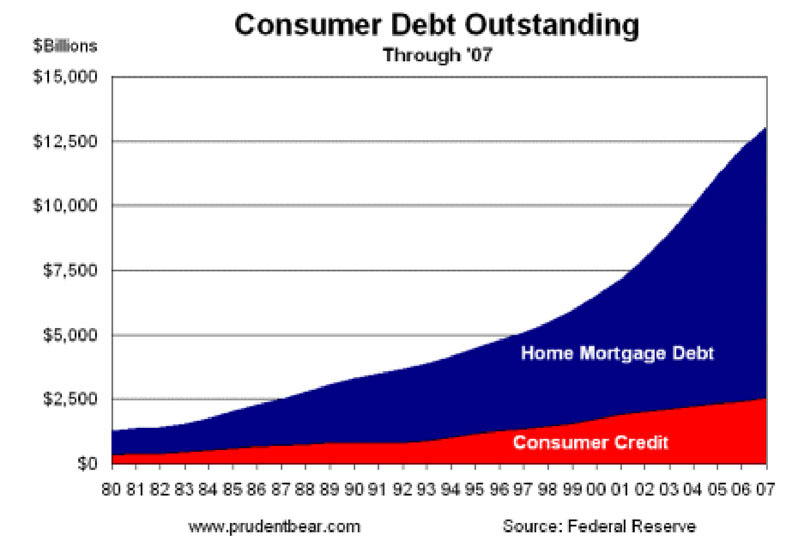 Consumer Debt Outstanding
$Billions
Through '07
$15,000
$12,500
$10,000
$7,500
$5,000
Home Mortgage Debt
$2,500
Consumer Credit
$0
80 81 82 83 84 85 86 87 88 89 90 91 92 93 94 95 96 97 98 99 00 01 02 03 04 05 06 07
www.prudentbear.com Source: Federal Reserve